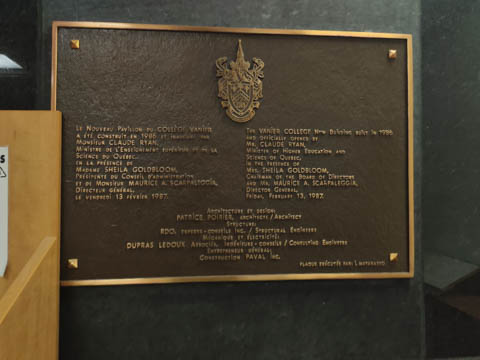 Le Nouveau Pavillon du COLLÈGE VANIER
a été construit en 1986 et inauguré par
Monsieur CLAUDE RYAN,
Ministre de l'Enseignement supérieur et de la
Science du Québec,
en la présence de
Madame SHEILA GOLDBLOOM,
Présidente du Conseil d'administration
et de Monsieur MAURICE A. SCARPALEGGIA,
Directeur Général,
le vendredi 13 février 1987.
The VANIER COLLEGE New Building built in 1986
and officially opened by
Mr. CLAUDE RYAN,
Minister of Higher Education and
Science of Quebec,
in the presence of
Mrs. SHEILA GOLDBLOOM,
Chairman of the Board of Directors
and Mr. MAURICE A. SCARPALEGGIA,
Director General,
Friday, February 13, 1987.
Architecture et design:
PATRICE POIRIER, architecte / Architect
Structure:
BDO, experts-conseils inc. / Structural Engineers
Mécanique et électricité:
DUPRAS LEDOUX Associés, ingénieurs-conseils / Consulting Engineers
Entrepreneur général:
Construction PAVAL Inc.
Plaque exécutée par: